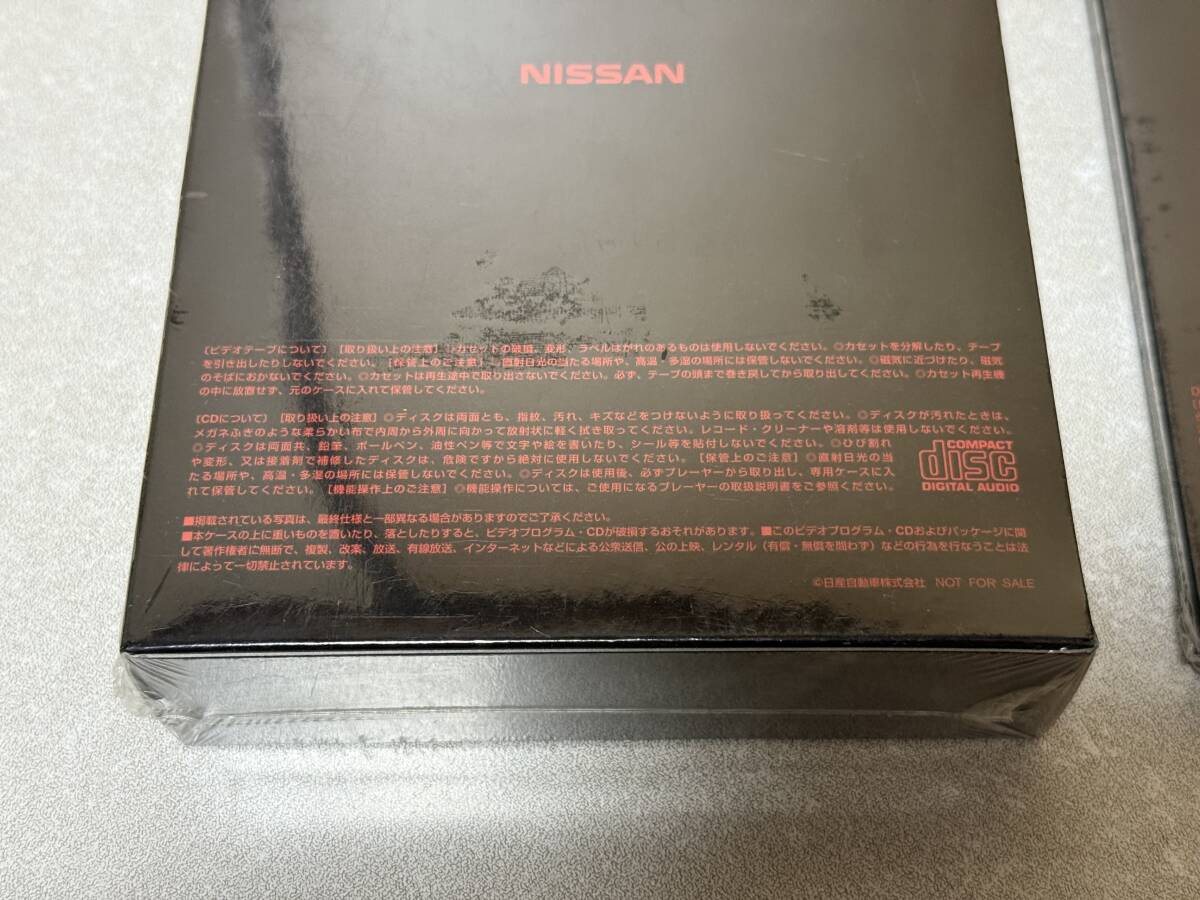 NISSAN
〔ビデオテープについて〕【取り扱い上の注意】◎カセットの破損、変形、ラベルはがれのあるものは使用しないでください。◎カセットを分解したり、テープ
を引き出したりしないでください。【保管上のご注意】◎直射日光の当たる場所や、高温・多湿の場所には保管しないでください。◎磁気に近づけたり、磁気
のそばにおかないでください。◎カセットは再生途中で取り出さないでください。必ず、テープの頭まで巻き戻してから取り出してください。◎カセット再生機
の中に放置せず、元のケースに入れて保管してください。
〔CDについて〕【取り扱い上の注意】◎ディスクは両面とも、指紋、汚れ、キズなどをつけないように取り扱ってください。◎ディスクが汚れたときは、
メガネふきのような柔らかい布で内周から外周に向かって放射状に軽く拭き取ってください。レコード・クリーナーや溶剤等は使用しないでください。
◎ディスクは両面共、鉛筆、ボールペン、油性ペン等で文字や絵を書いたり、シール等を貼付しないでください。◎ひび割れ
や変形、又は接着剤で補修したディスクは、危険ですから絶対に使用しないでください。【保管上のご注意】◎直射日光の当
たる場所や、高温・多湿の場所には保管しないでください。◎ディスクは使用後、必ずプレーヤーから取り出し、専用ケースに入
れて保管してください。【機能操作上のご注意】◎機能操作については、ご使用になるプレーヤーの取扱説明書をご参照ください。
COMPACT
disc
DIGITAL AUDIO
■掲載されている写真は、最終仕様と一部異なる場合がありますのでご了承ください。
■本ケースの上に重いものを置いたり、落としたりすると、ビデオプログラム・CDが破損するおそれがあります。■このビデオプログラム・CDおよびパッケージに関
して著作権者に無断で、複製、改案、放送、有線放送、インターネットなどによる公衆送信、公の上映、レンタル（有償・無償を問わず）などの行為を行なうことは法
律によって一切禁止されています。
©日産自動車株式会社 NOT FOR SALE